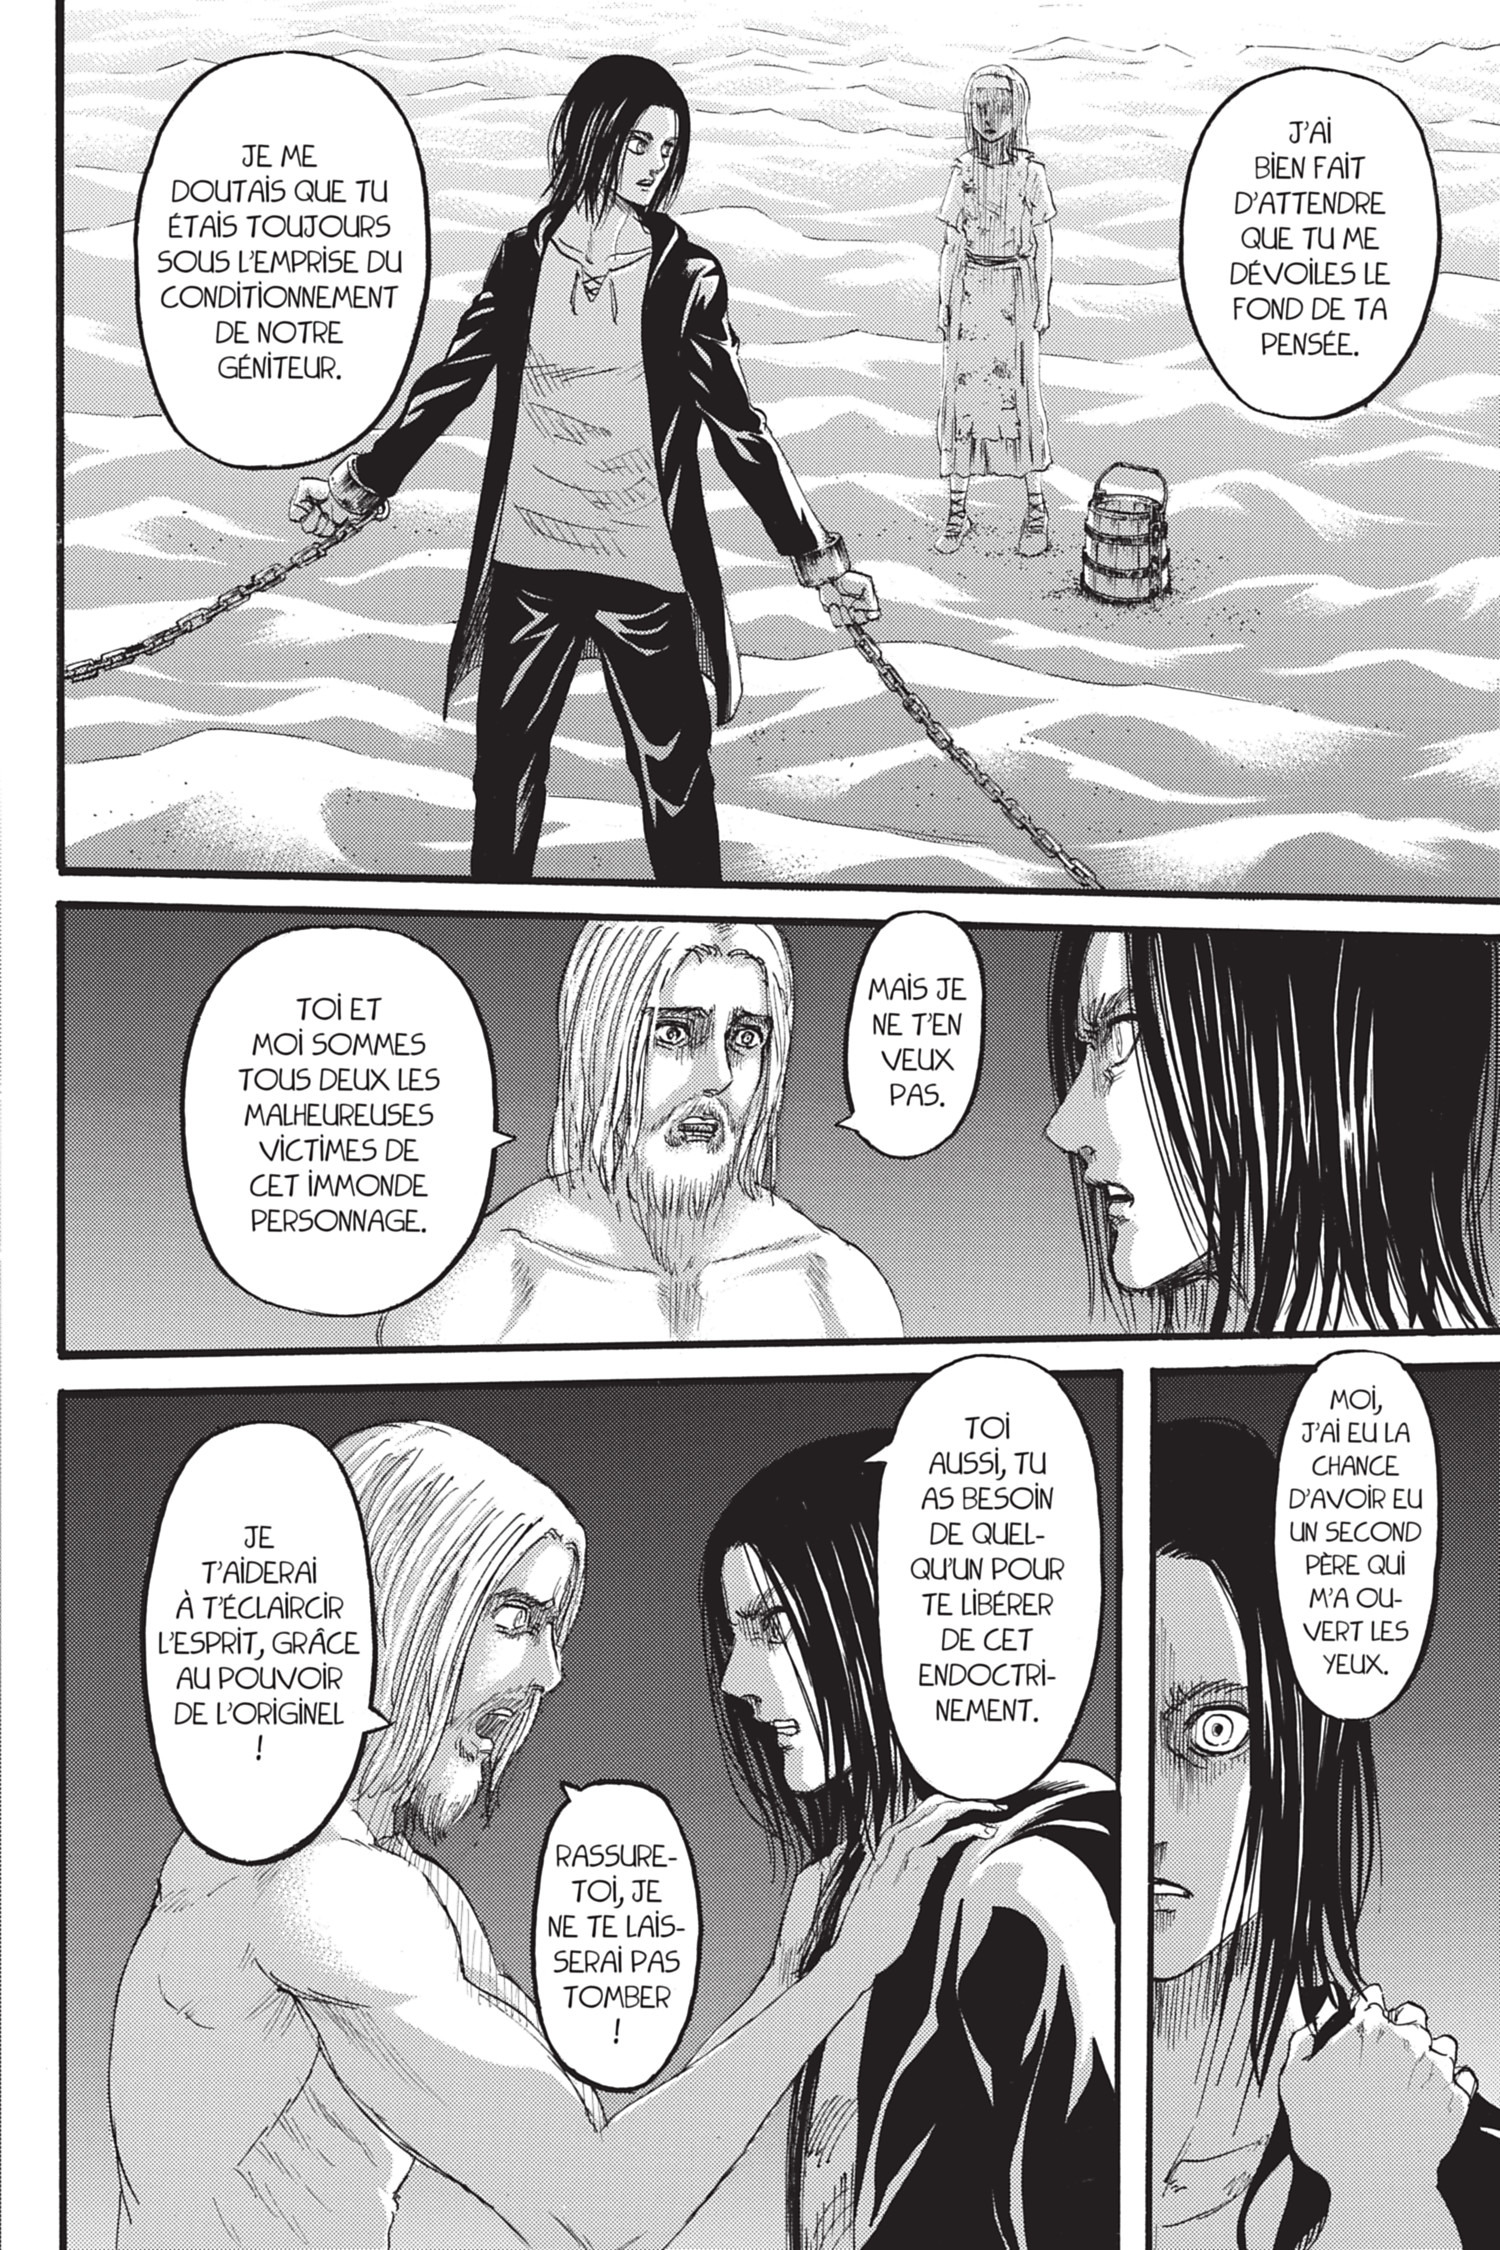 J'AI
BIEN FAIT
D'ATTENDRE
QUE TU ME
DÉVOILES LE
FOND DE TA
PENSÉE.
JE ME
DOUTAIS QUE TU
ÉTAIS TOUJOURS
SOUS L'EMPRISE DU
CONDITIONNEMENT
DE NOTRE
GÉNITEUR.
MAIS JE
NE T'EN
VEUX
PAS.
TOI ET
MOI SOMMES
TOUS DEUX LES
MALHEUREUSES
VICTIMES DE
CET IMMONDE
PERSONNAGE.
MOI,
J'AI EU LA
CHANCE
D'AVOIR EU
UN SECOND
PÈRE QUI
M'A OU-
VERT LES
YEUX.
TOI
AUSSI, TU
AS BESOIN
DE QUEL-
QU'UN POUR
TE LIBÉRER
DE CET
ENDOCTRI-
NEMENT.
RASSURE-
TOI, JE
NE TE LAIS-
SERAI PAS
TOMBER
!
JE
T'AIDERAI
À T'ÉCLAIRCIR
L'ESPRIT, GRÂCE
AU POUVOIR
DE L'ORIGINEL
!